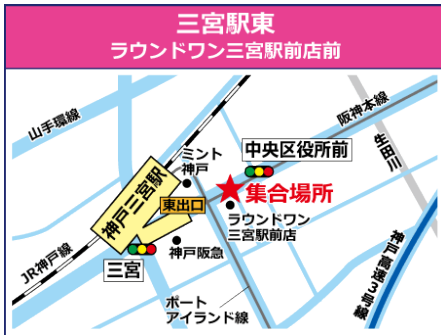 三宮駅東
ラウンドワン三宮駅前店前
山手環線
阪神本線
生田川
中央区役所前
ミント
神戸
集合場所
神戸三宮駅
東出口
ラウンドワン
三宮駅前店
神戸阪急
三宮
JR神戸線
ポート
アイランド線
神戸高速3号線